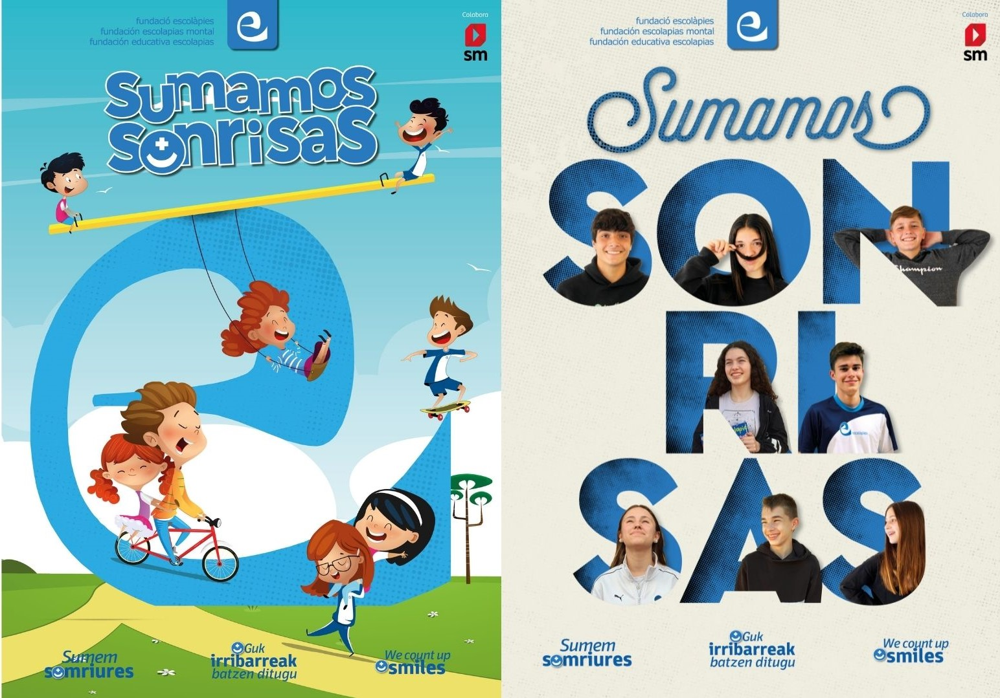 fundació escolàpies
fundación escolapias montal
fundación educativa escolapias
e
Colabora
sm
Sumamos
sonrisas
Sumem
somriures
Guk
irribarreak
batzen ditugu
We count up
smiles
fundació escolàpies
fundación escolapias montal
fundación educativa escolapias
e
Colabora
sm
Sumamos
SON
RI
SAS
Champion
Sumem
somriures
Guk
irribarreak
batzen ditugu
We count up
smiles